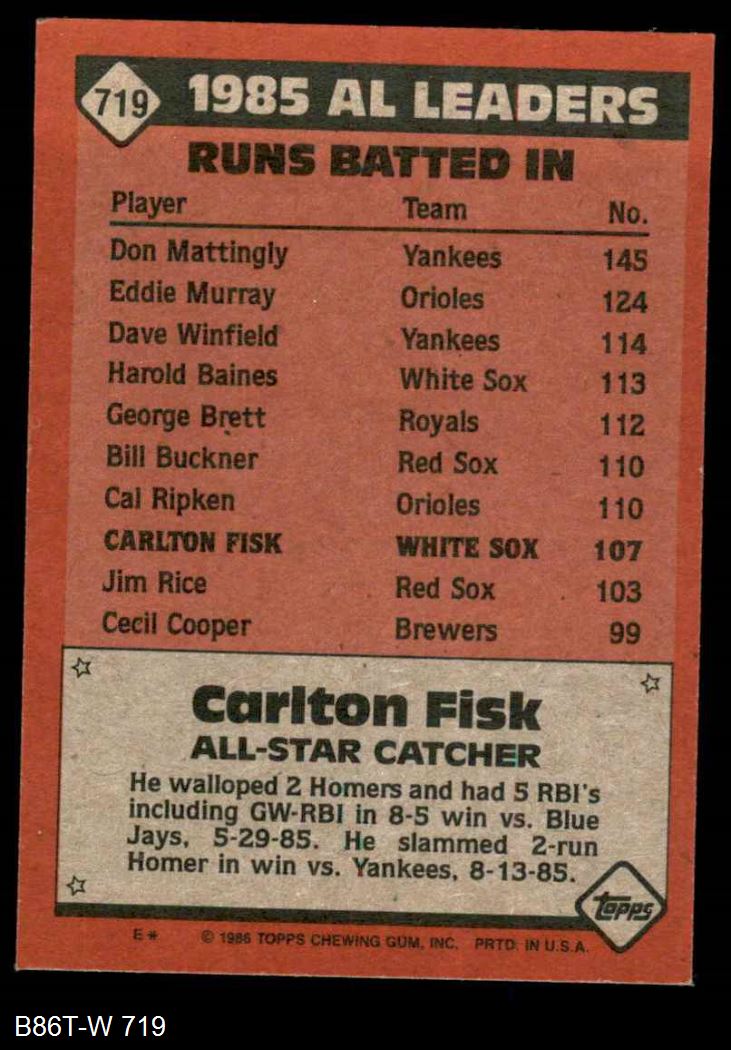 719 1985 AL LEADERS
RUNS BATTED IN
Player Team No.
Don Mattingly Yankees 145
Eddie Murray Orioles 124
Dave Winfield Yankees 114
Harold Baines White Sox 113
George Brett Royals 112
Bill Buckner Red Sox 110
Cal Ripken Orioles 110
CARLTON FISK WHITE SOX 107
Jim Rice Red Sox 103
Cecil Cooper Brewers 99
Carlton Fisk
ALL-STAR CATCHER
He walloped 2 Homers and had 5 RBI's
including GW-RBI in 8-5 win vs. Blue
Jays, 5-29-85. He slammed 2-run
Homer in win vs. Yankees, 8-13-85.
topps
E* © 1986 TOPPS CHEWING GUM, INC. PRTD. IN U.S.A.
B86T-W 719